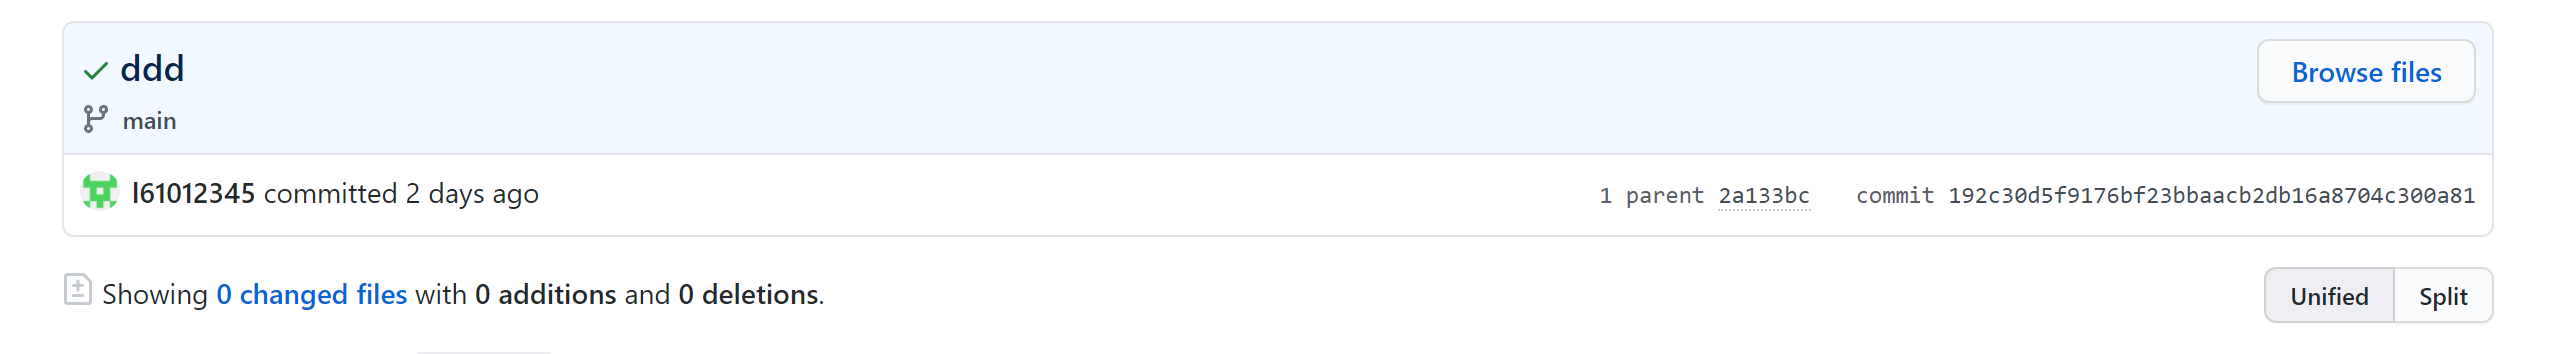 ddd
Browse files
main
l61012345 committed 2 days ago
1 parent 2a133bc commit 192c30d5f9176bf23bbaacb2db16a8704c300a81
Showing 0 changed files with 0 additions and 0 deletions.
Unified Split